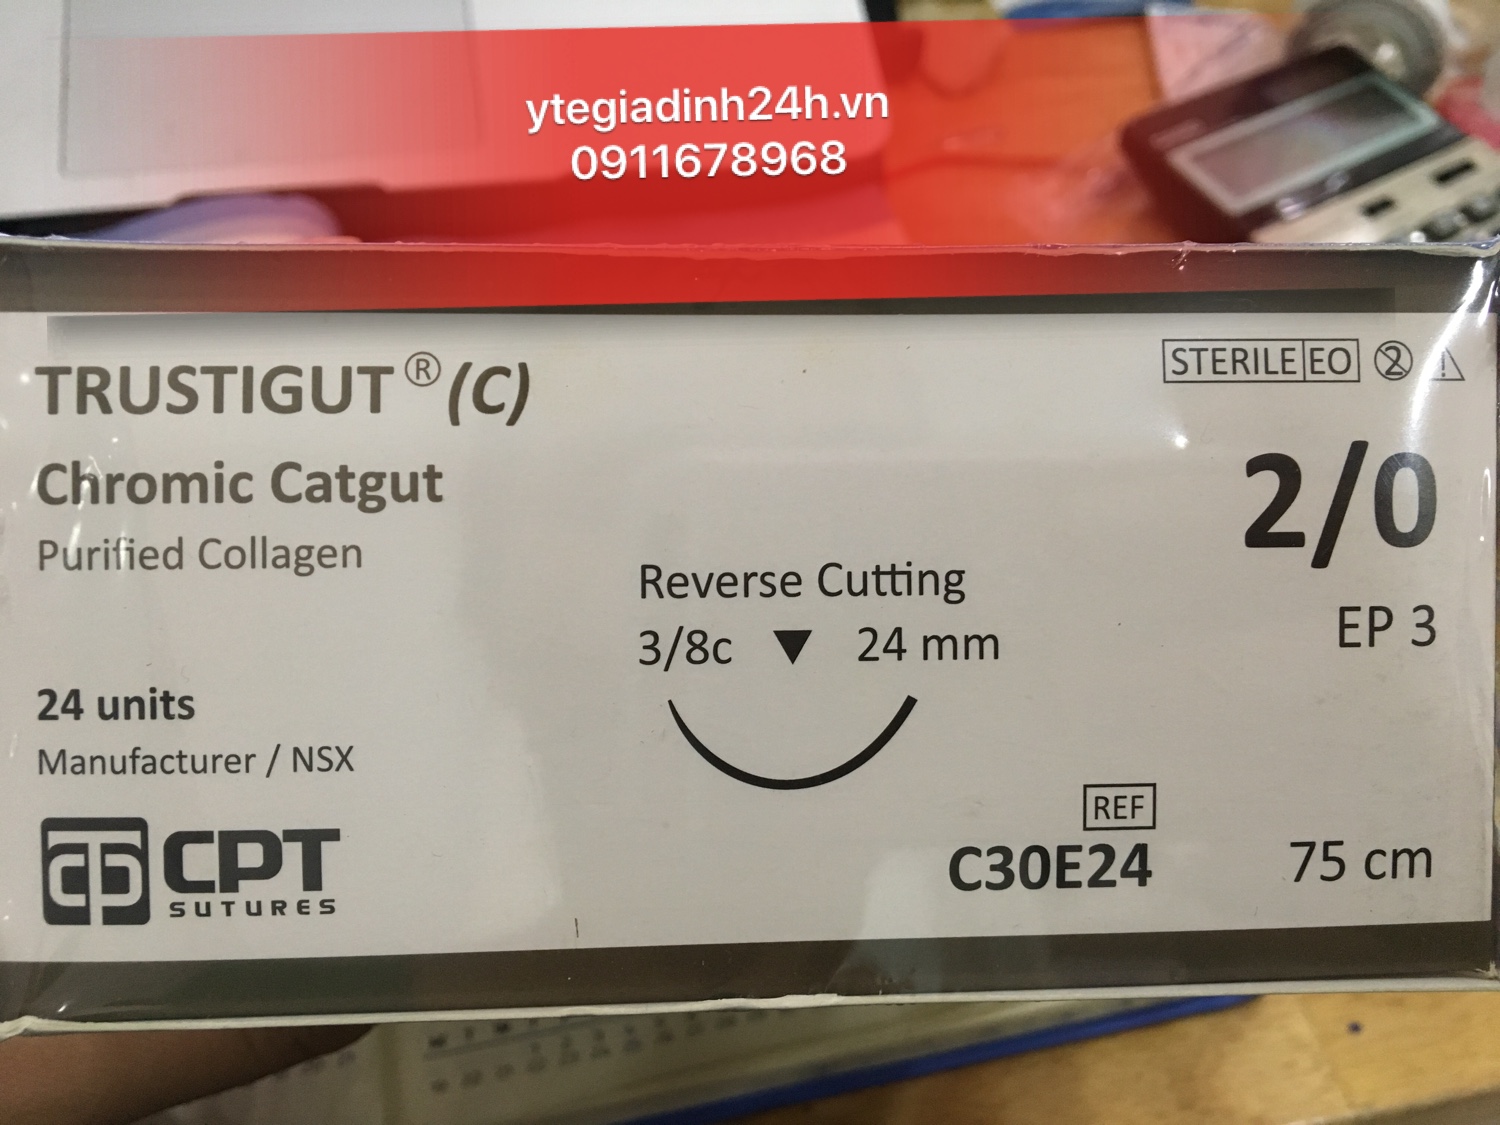 ytegiadinh24h.vn
0911678968
TRUSTIGUT ® (C)
STERILE EO 2 !
Chromic Catgut
2/0
Purified Collagen
Reverse Cutting
EP 3
3/8c ▼ 24 mm
24 units
Manufacturer / NSX
REF
CPT
SUTURES
C30E24
75 cm